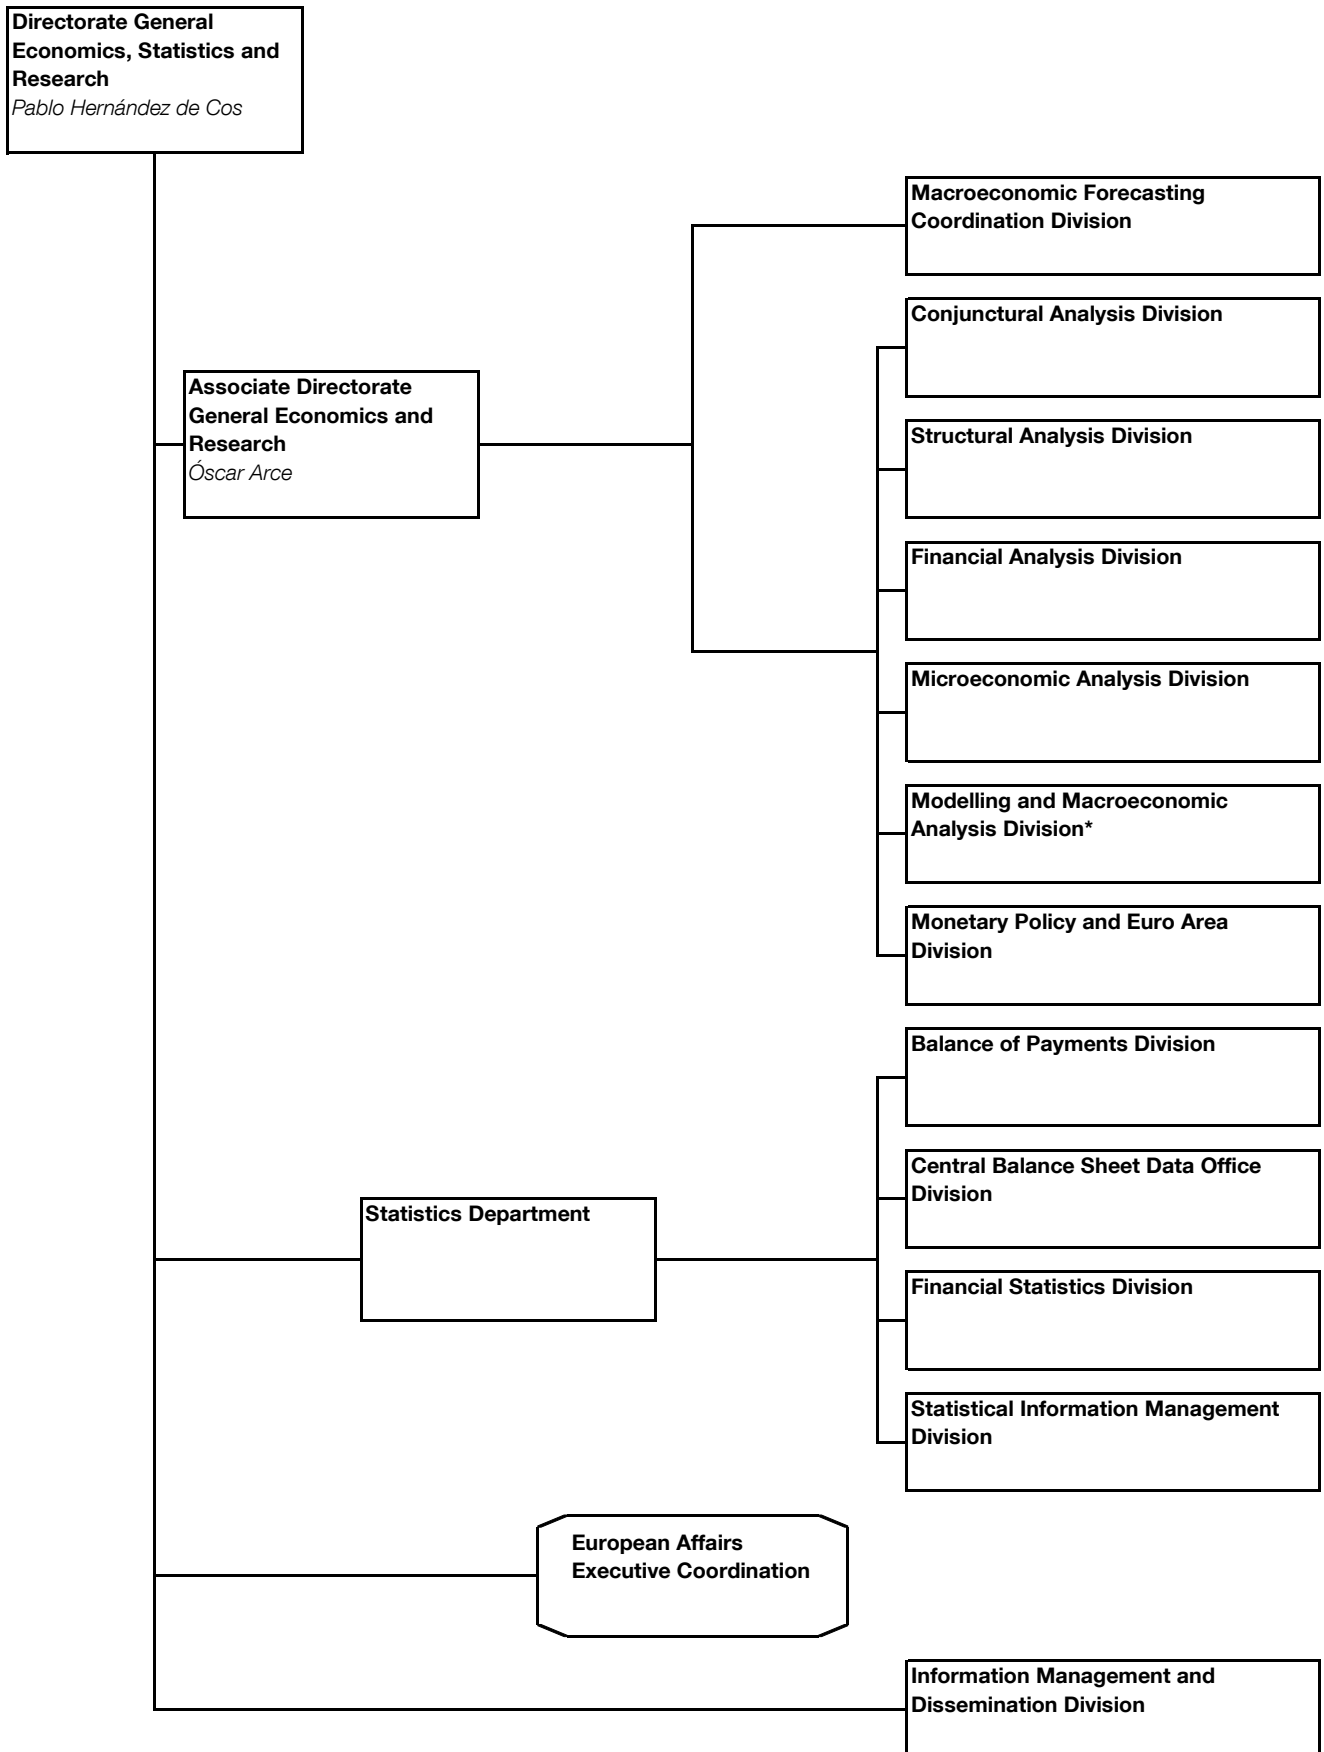 Directorate General
Economics, Statistics and
Research
Pablo Hernández de Cos
Macroeconomic Forecasting
Coordination Division
Conjunctural Analysis Division
Associate Directorate
General Economics and
Research
Óscar Arce
Structural Analysis Division
Financial Analysis Division
Microeconomic Analysis Division
Modelling and Macroeconomic
Analysis Division*
Monetary Policy and Euro Area
Division
Balance of Payments Division
Central Balance Sheet Data Office
Division
Statistics Department
Financial Statistics Division
Statistical Information Management
Division
European Affairs
Executive Coordination
Information Management and
Dissemination Division